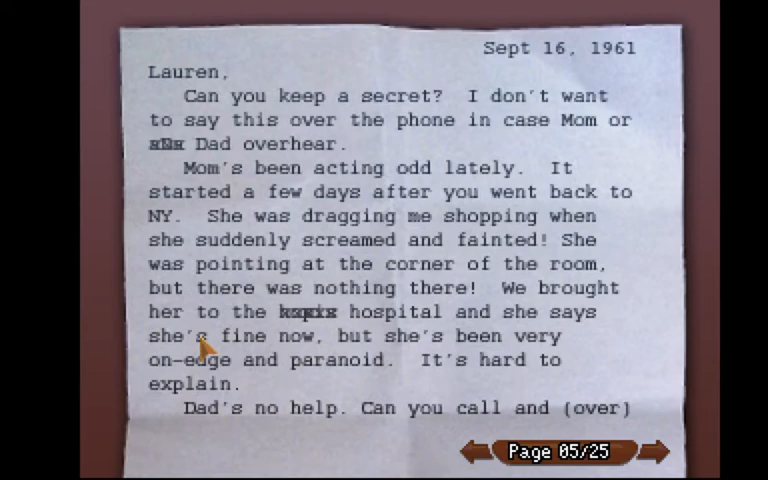 Sept 16, 1961
Lauren,
Can you keep a secret? I don't want
to say this over the phone in case Mom or
Dad overhear.
Mom's been acting odd lately. It
started a few days after you went back to
NY. She was dragging me shopping when
she suddenly screamed and fainted! She
was pointing at the corner of the room,
but there was nothing there! We brought
her to the hospital and she says
she's fine now, but she's been very
on-edge and paranoid. It's hard to
explain.
Dad's no help. Can you call and (over)
Page 05/25